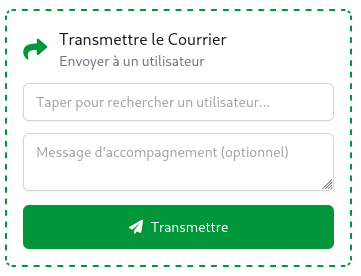 Transmettre le Courrier
Envoyer à un utilisateur
Taper pour rechercher un utilisateur...
Message d'accompagnement (optionnel)
Transmettre